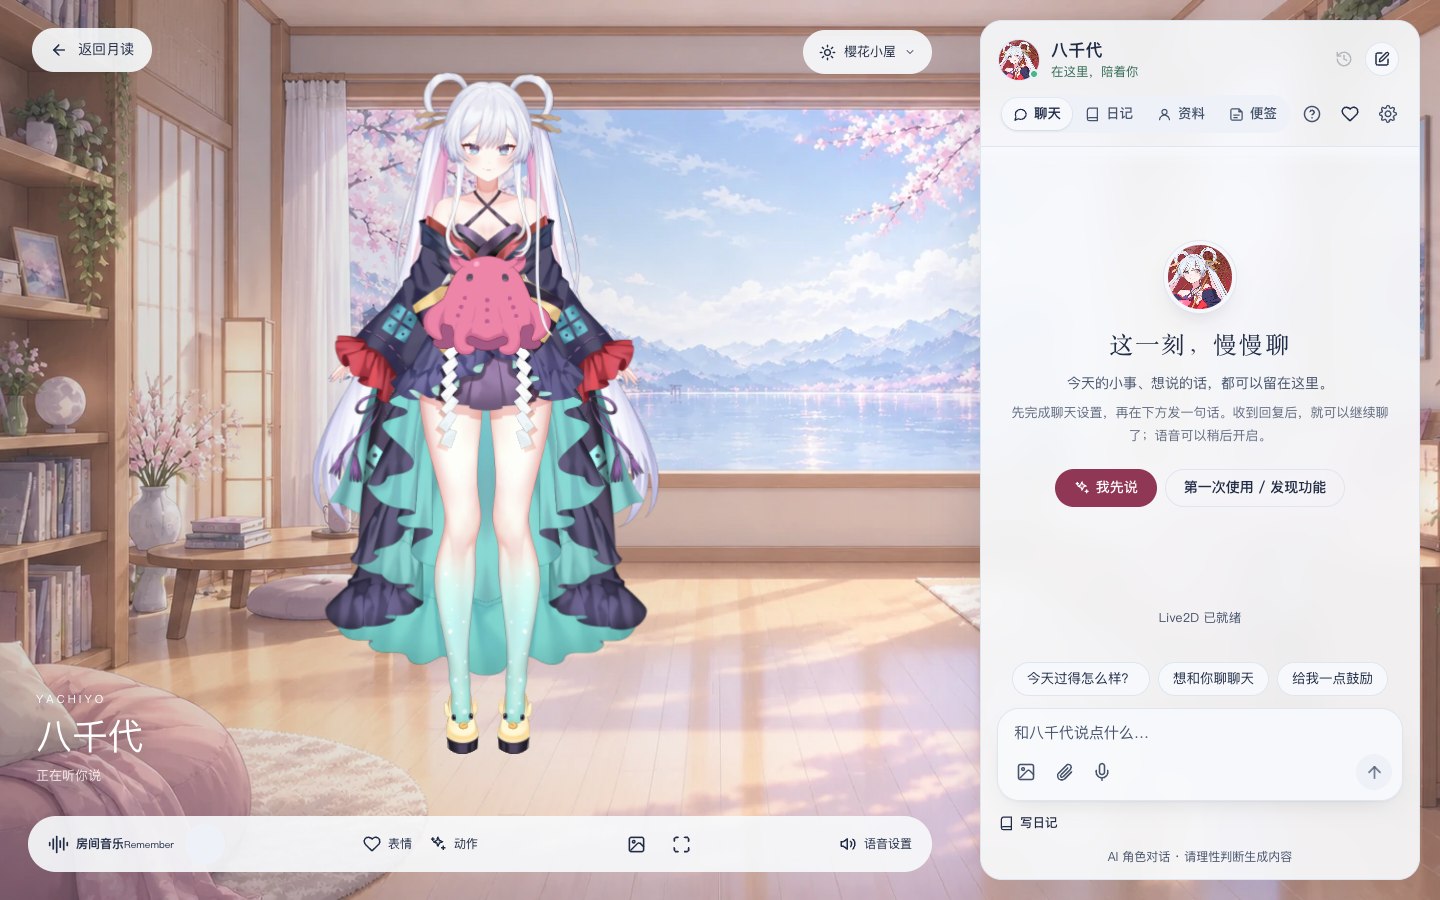 返回月读
樱花小屋
八千代
在这里，陪着你
聊天
日记
资料
便签
这一刻，慢慢聊
今天的小事、想说的话，都可以留在这里。
先完成聊天设置，再在下方发一句话。收到回复后，就可以继续聊
了；语音可以稍后开启。
我先说
第一次使用 / 发现功能
Live2D 已就绪
今天过得怎么样？
想和你聊聊天
给我一点鼓励
和八千代说点什么…
写日记
AI 角色对话 · 请理性判断生成内容
YACHIYO
八千代
正在听你说
房间音乐Remember
表情
动作
语音设置